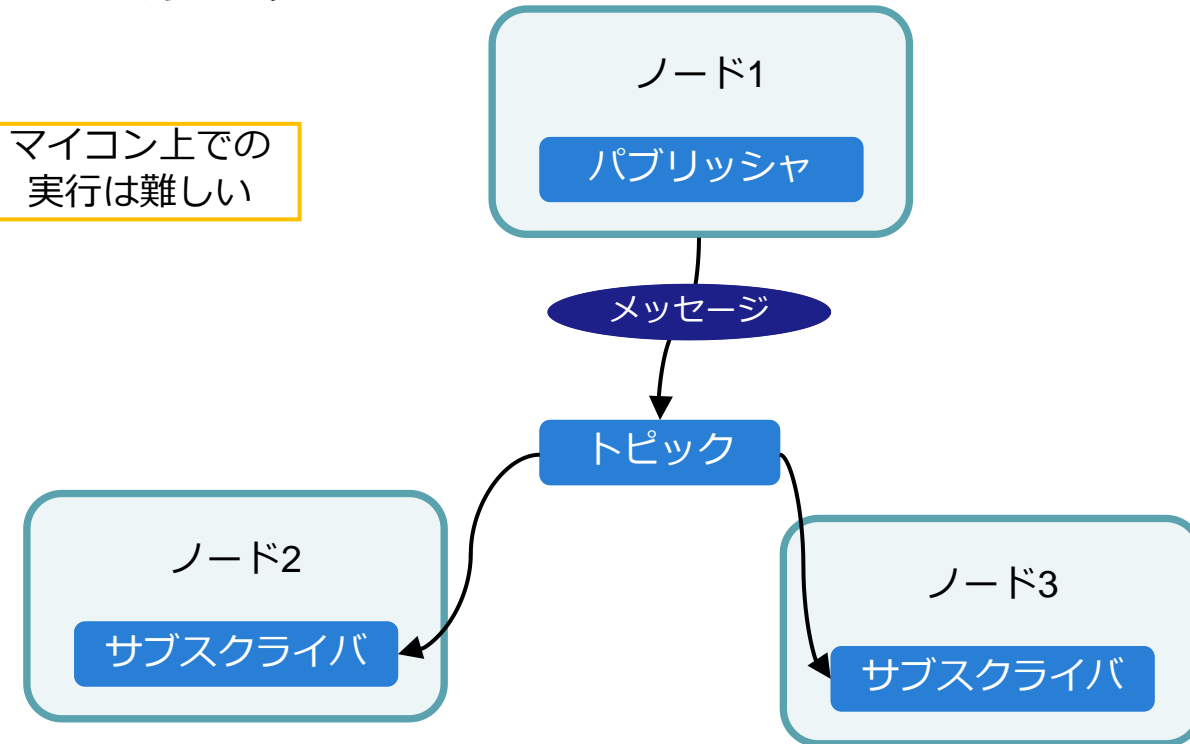 ノード1
パブリッシャ
マイコン上での
実行は難しい
メッセージ
トピック
ノード2
サブスクライバ
ノード3
サブスクライバ